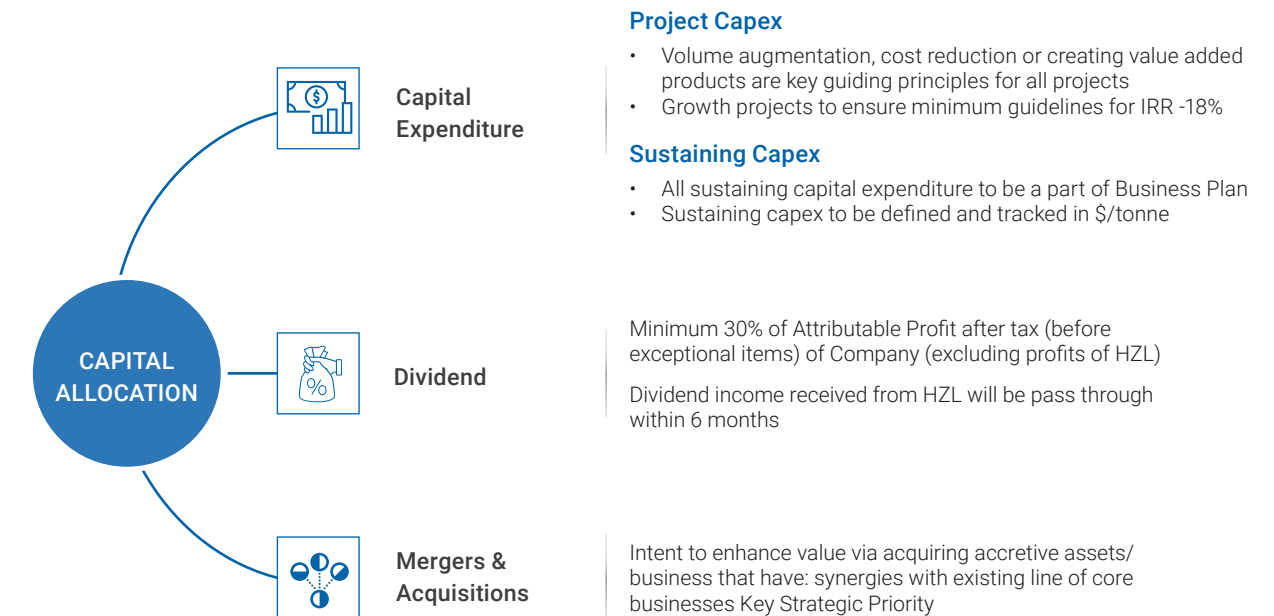 CAPITAL
ALLOCATION
$
Capital
Expenditure
Project Capex
• Volume augmentation, cost reduction or creating value added
products are key guiding principles for all projects
• Growth projects to ensure minimum guidelines for IRR -18%
Sustaining Capex
• All sustaining capital expenditure to be a part of Business Plan
• Sustaining capex to be defined and tracked in $/tonne
%
Dividend
Minimum 30% of Attributable Profit after tax (before
exceptional items) of Company (excluding profits of HZL)
Dividend income received from HZL will be pass through
within 6 months
Mergers &
Acquisitions
Intent to enhance value via acquiring accretive assets/
business that have: synergies with existing line of core
businesses Key Strategic Priority